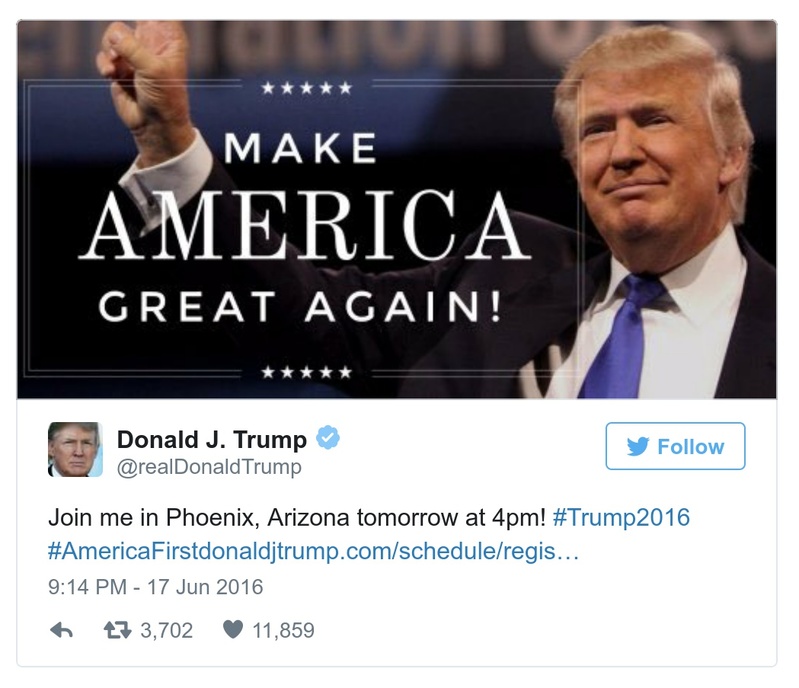 ★★★★★
MAKE
AMERICA
GREAT AGAIN!
★★★★★
Donald J. Trump
@realDonaldTrump
Follow
Join me in Phoenix, Arizona tomorrow at 4pm! #Trump2016
#AmericaFirstdonaldjtrump.com/schedule/regis…
9:14 PM - 17 Jun 2016
3,702 11,859